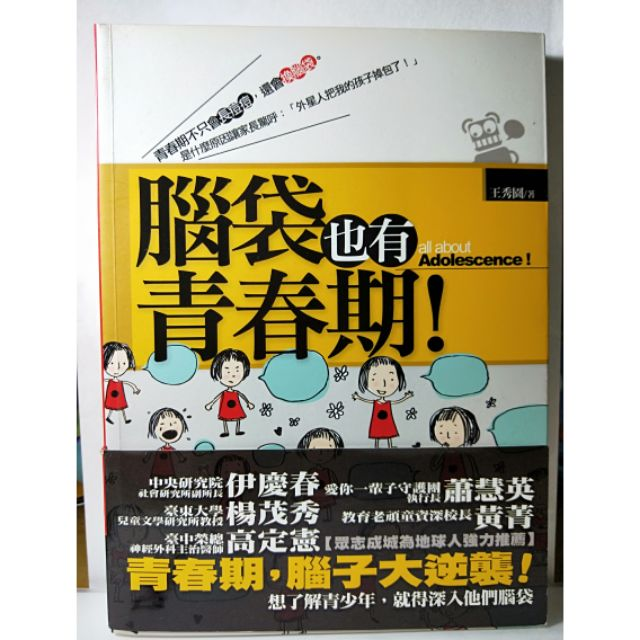 青春期不只會長痘痘，還會換腦袋。
是什麼原因讓家長驚呼：「外星人把我的孩子掉包了！」
王秀園/著
腦袋也有
all about
Adolescence!
青春期!
中央研究院
社會研究所副所長 伊慶春
愛你一輩子守護團
執行長 蕭慧英
臺東大學
兒童文學研究所教授 楊茂秀
教育老頑童資深校長 黃菁
臺中榮總
神經外科主治醫師 高定憲
【眾志成城為地球人強力推薦】
青春期，腦子大逆襲!
想了解青少年，就得深入他們腦袋